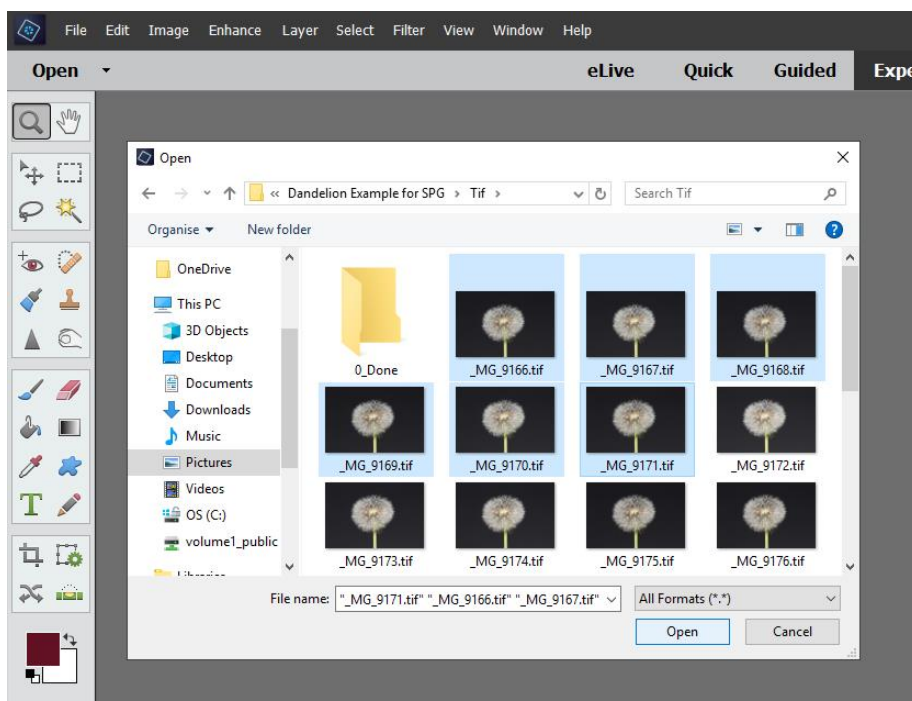 File Edit Image Enhance Layer Select Filter View Window Help
Open eLive Quick Guided Expe
Open
« Dandelion Example for SPG › Tif › Search Tif
Organise New folder
OneDrive
This PC
3D Objects
Desktop
Documents
Downloads
Music
Pictures
Videos
OS (C:)
volume1_public
0_Done _MG_9166.tif _MG_9167.tif _MG_9168.tif
_MG_9169.tif _MG_9170.tif _MG_9171.tif _MG_9172.tif
_MG_9173.tif _MG_9174.tif _MG_9175.tif _MG_9176.tif
File name: "_MG_9171.tif" "_MG_9166.tif" "_MG_9167.tif" All Formats (*.*)
Open Cancel